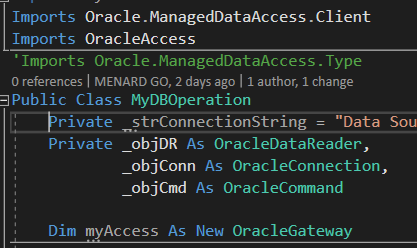 Imports Oracle.ManagedDataAccess.Client
Imports OracleAccess
'Imports Oracle.ManagedDataAccess.Type
0 references | MENARD GO, 2 days ago | 1 author, 1 change
Public Class MyDBOperation
Private _strConnectionString = "Data Sou
Private _objDR As OracleDataReader,
_objConn As OracleConnection,
_objCmd As OracleCommand
Dim myAccess As New OracleGateway